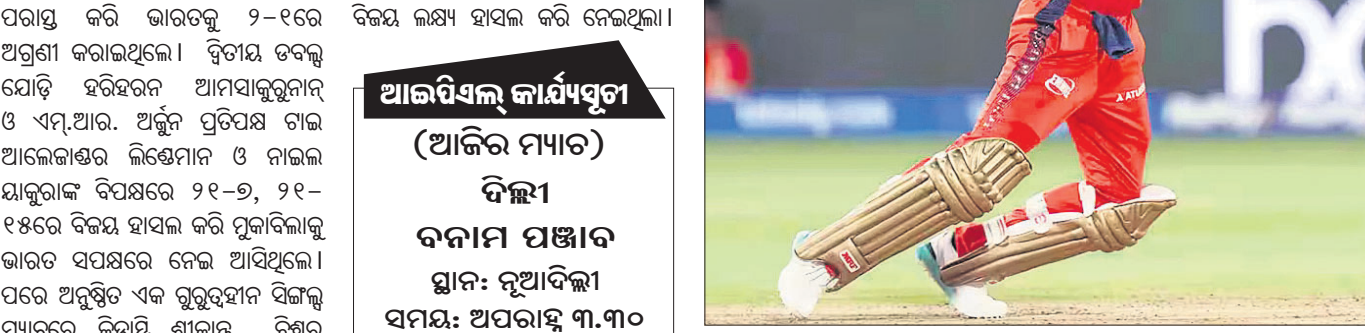 ପରାସ୍ତ କରି ଭାରତକୁ ୨–୧ରେ
ଅଗ୍ରଣୀ କରାଇଥିଲେ। ଦ୍ୱିତୀୟ ଡବଲ୍ସ
ଯୋଡ଼ି ହରିହରନ ଆମସାକୁରୁନାନ୍
ଓ ଏମ୍.ଆର. ଅର୍ଜୁନ ପ୍ରତିପକ୍ଷ ଟାଇ
ଆଲେଜାଣ୍ଡର ଲିଣ୍ଡେମାନ ଓ ନାଇଲ
ୟାକୁରାଙ୍କ ବିପକ୍ଷରେ ୨୧–୭, ୨୧–
୧୫ରେ ବିଜୟ ହାସଲ କରି ମୁକାବିଲାକୁ
ଭାରତ ସପକ୍ଷରେ ନେଇ ଆସିଥିଲେ।
ପରେ ଅନୁଷ୍ଠିତ ଏକ ଗୁରୁତ୍ୱହୀନ ସିଙ୍ଗଲ୍ସ
ମ୍ୟାଚରେ କିଦାମ୍ବି ଶ୍ରୀକାନ୍ତ
ବିଜୟ ଲକ୍ଷ୍ୟ ହାସଲ କରି ନେଇଥିଲା।
ଆଇପିଏଲ୍ କାର୍ଯ୍ୟସୂଚୀ
(ଆଜିର ମ୍ୟାଚ)
ଦିଲ୍ଲୀ
ବନାମ ପଞ୍ଜାବ
ସ୍ଥାନ: ନୂଆଦିଲ୍ଲୀ
ସମୟ: ଅପରାହ୍ନ ୩.୩୦